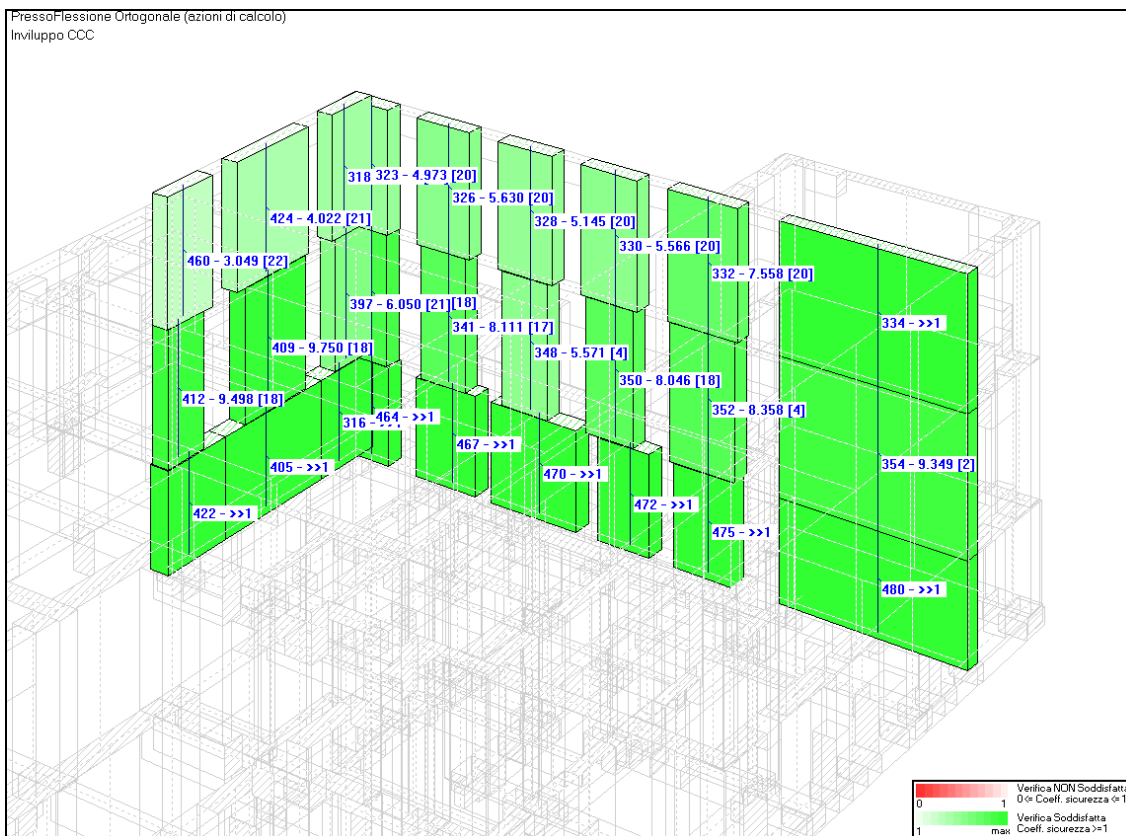 PressoFlessione Ortogonale (azioni di calcolo)
Inviluppo CCC
318
323 - 4.973 [20]
326 - 5.630 [20]
424 - 4.022 [21]
328 - 5.145 [20]
330 - 5.566 [20]
460 - 3.049 [22]
332 - 7.558 [20]
397 - 6.050 [21]
[18]
334 - >>1
341 - 8.111 [17]
409 - 9.750 [18]
348 - 5.571 [4]
350 - 8.046 [18]
412 - 9.498 [18]
352 - 8.358 [4]
316 - >>1
464 - >>1
467 - >>1
354 - 9.349 [2]
405 - >>1
470 - >>1
472 - >>1
422 - >>1
475 - >>1
480 - >>1
Verifica NON Soddisfatta
0<= Coeff. sicurezza <=1
0 1
Verifica Soddisfatta
Coeff. sicurezza >=1
1 max